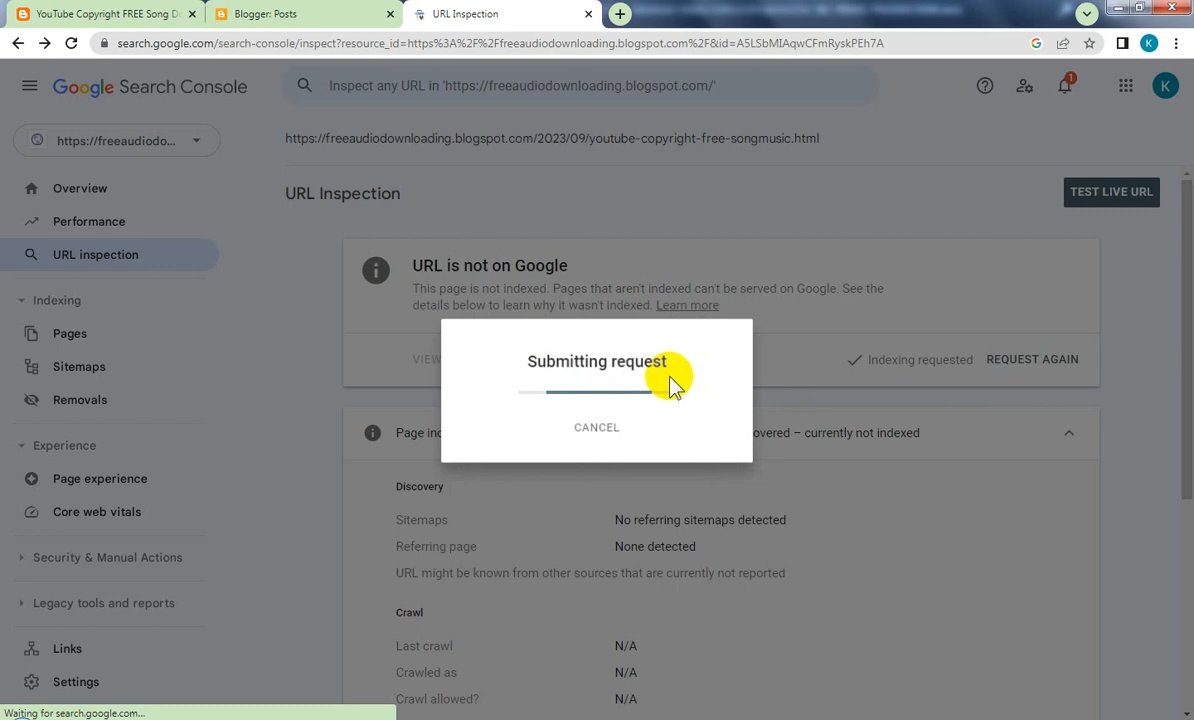 YouTube Copyright FREE Song D
Blogger: Posts
URL Inspection
search.google.com/search-console/inspect?resource_id=https%3A%2F%2Ffreeaudiodownloading.blogspot.com%2F&id=A5LSbMIAqwCFmRyskPEh7A
K
Google Search Console
Inspect any URL in 'https://freeaudiodownloading.blogspot.com/'
1
K
https://freeaudiodo...
https://freeaudiodownloading.blogspot.com/2023/09/youtube-copyright-free-songmusic.html
Overview
Performance
URL inspection
Indexing
Pages
Sitemaps
Removals
Experience
Page experience
Core web vitals
Security & Manual Actions
Legacy tools and reports
Links
Settings
URL Inspection
TEST LIVE URL
URL is not on Google
This page is not indexed. Pages that aren't indexed can't be served on Google. See the
details below to learn why it wasn't indexed. Learn more
VIEW
Indexing requested
REQUEST AGAIN
Submitting request
CANCEL
Page in
overed – currently not indexed
Discovery
Sitemaps No referring sitemaps detected
Referring page None detected
URL might be known from other sources that are currently not reported
Crawl
Last crawl N/A
Crawled as N/A
Crawl allowed? N/A
Waiting for search.google.com...